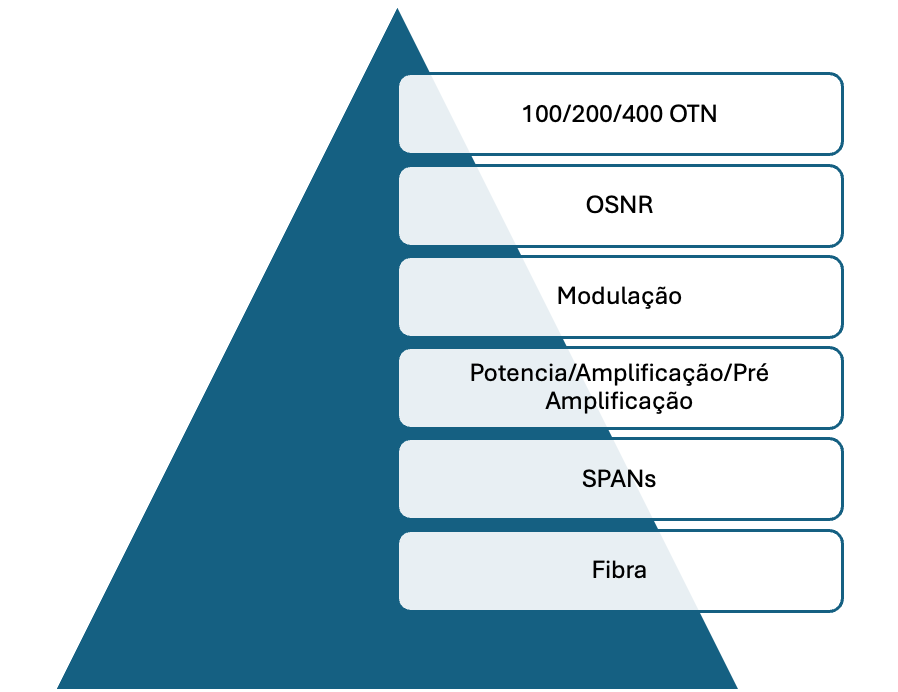 100/200/400 OTN
OSNR
Modulação
Potencia/Amplificação/Pré
Amplificação
SPANs
Fibra